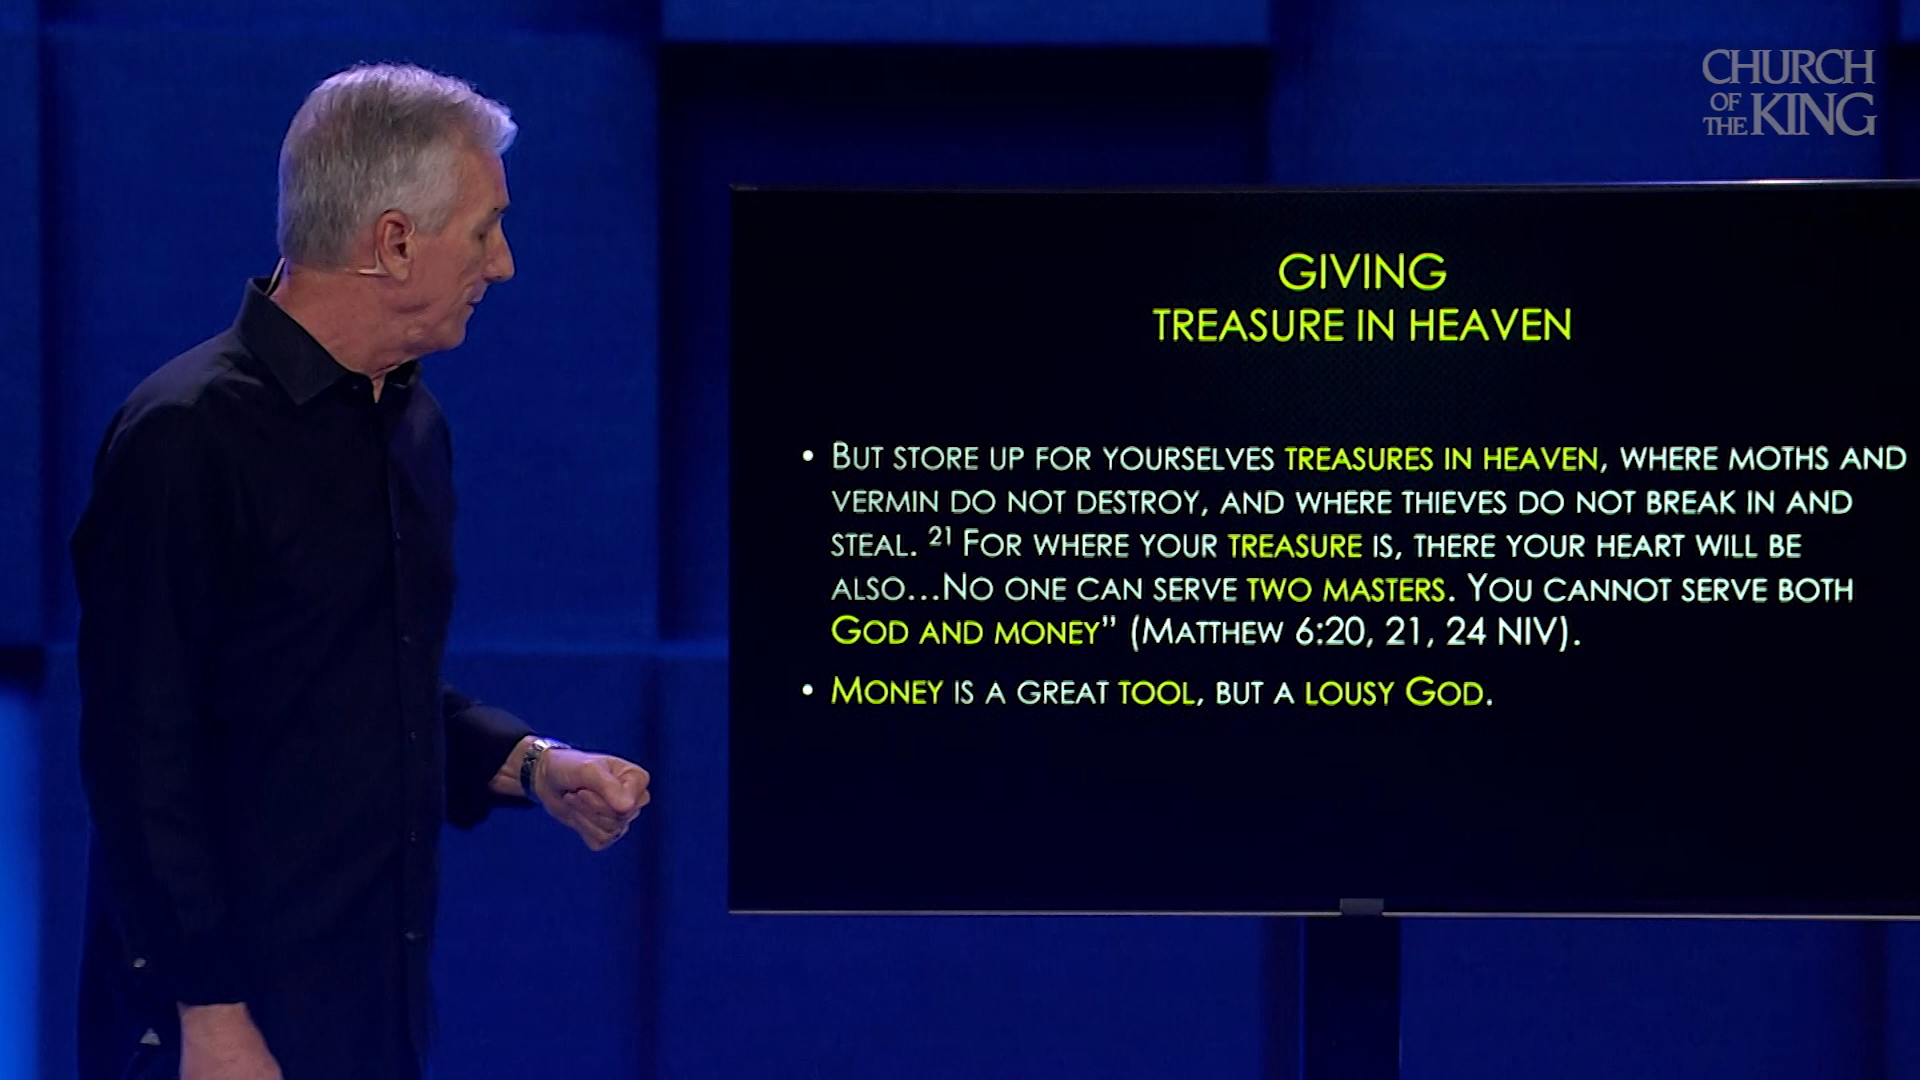 CHURCH
OF
THE KING
GIVING
TREASURE IN HEAVEN
• BUT STORE UP FOR YOURSELVES TREASURES IN HEAVEN, WHERE MOTHS AND
VERMIN DO NOT DESTROY, AND WHERE THIEVES DO NOT BREAK IN AND
STEAL. 21 FOR WHERE YOUR TREASURE IS, THERE YOUR HEART WILL BE
ALSO...NO ONE CAN SERVE TWO MASTERS. YOU CANNOT SERVE BOTH
GOD AND MONEY” (MATTHEW 6:20, 21, 24 NIV).
• MONEY IS A GREAT TOOL, BUT A LOUSY GOD.